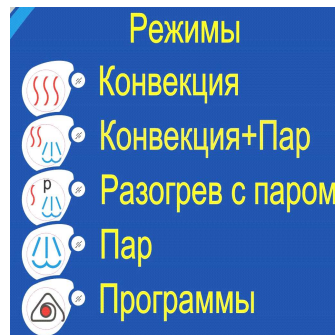 Режимы
Конвекция
Конвекция+Пар
P Разогрев с паром
Пар
Программы